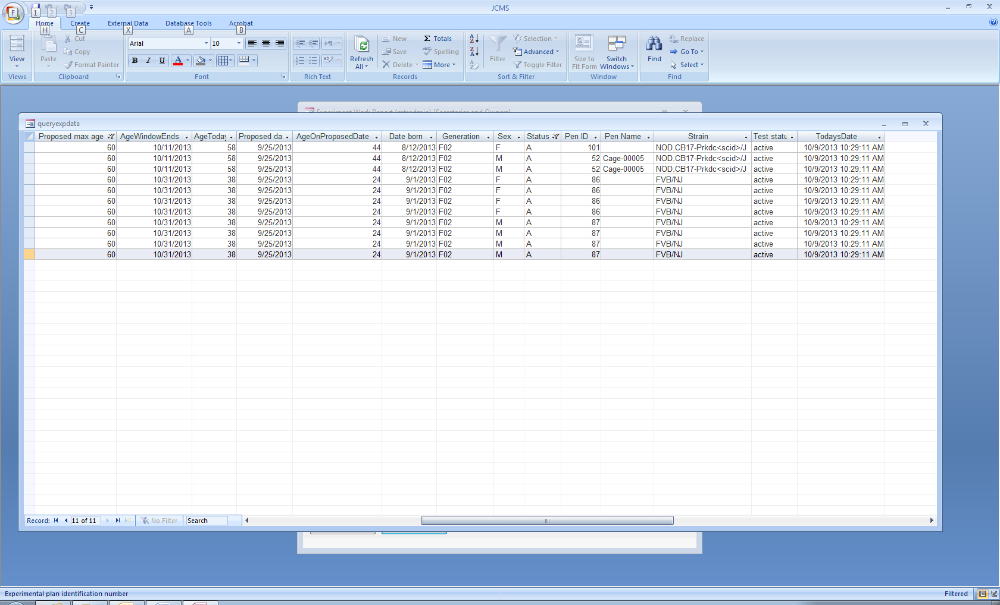 JCMS
1 2 3
F
Home Create External Data Database Tools Acrobat
H C X A B
View
Views
Paste
Cut
Copy
Format Painter
Clipboard
Arial 10
B I U A
Font
Rich Text
Refresh All
New
Save
Delete
Totals
Spelling
More
Records
Filter
Selection
Advanced
Toggle Filter
Sort & Filter
Size to Fit Form
Switch Windows
Window
Find
Replace
Go To
Select
Find
Experiment Work Report (mtsadmin) {Secretaries and Owners}
queryexpdata
Proposed max age AgeWindowEnds AgeToday Proposed da AgeOnProposedDate Date born Generation Sex Status Pen ID Pen Name Strain Test statu TodaysDate
60 10/11/2013 58 9/25/2013 44 8/12/2013 F02 F A 101 NOD.CB17-Prkdc<scid>/J active 10/9/2013 10:29:11 AM
60 10/11/2013 58 9/25/2013 44 8/12/2013 F02 M A 52 Cage-00005 NOD.CB17-Prkdc<scid>/J active 10/9/2013 10:29:11 AM
60 10/11/2013 58 9/25/2013 44 8/12/2013 F02 M A 52 Cage-00005 NOD.CB17-Prkdc<scid>/J active 10/9/2013 10:29:11 AM
60 10/31/2013 38 9/25/2013 24 9/1/2013 F02 F A 86 FVB/NJ active 10/9/2013 10:29:11 AM
60 10/31/2013 38 9/25/2013 24 9/1/2013 F02 F A 86 FVB/NJ active 10/9/2013 10:29:11 AM
60 10/31/2013 38 9/25/2013 24 9/1/2013 F02 F A 86 FVB/NJ active 10/9/2013 10:29:11 AM
60 10/31/2013 38 9/25/2013 24 9/1/2013 F02 F A 86 FVB/NJ active 10/9/2013 10:29:11 AM
60 10/31/2013 38 9/25/2013 24 9/1/2013 F02 M A 87 FVB/NJ active 10/9/2013 10:29:11 AM
60 10/31/2013 38 9/25/2013 24 9/1/2013 F02 M A 87 FVB/NJ active 10/9/2013 10:29:11 AM
60 10/31/2013 38 9/25/2013 24 9/1/2013 F02 M A 87 FVB/NJ active 10/9/2013 10:29:11 AM
60 10/31/2013 38 9/25/2013 24 9/1/2013 F02 M A 87 FVB/NJ active 10/9/2013 10:29:11 AM
Record: 11 of 11 No Filter Search
Experimental plan identification number Filtered